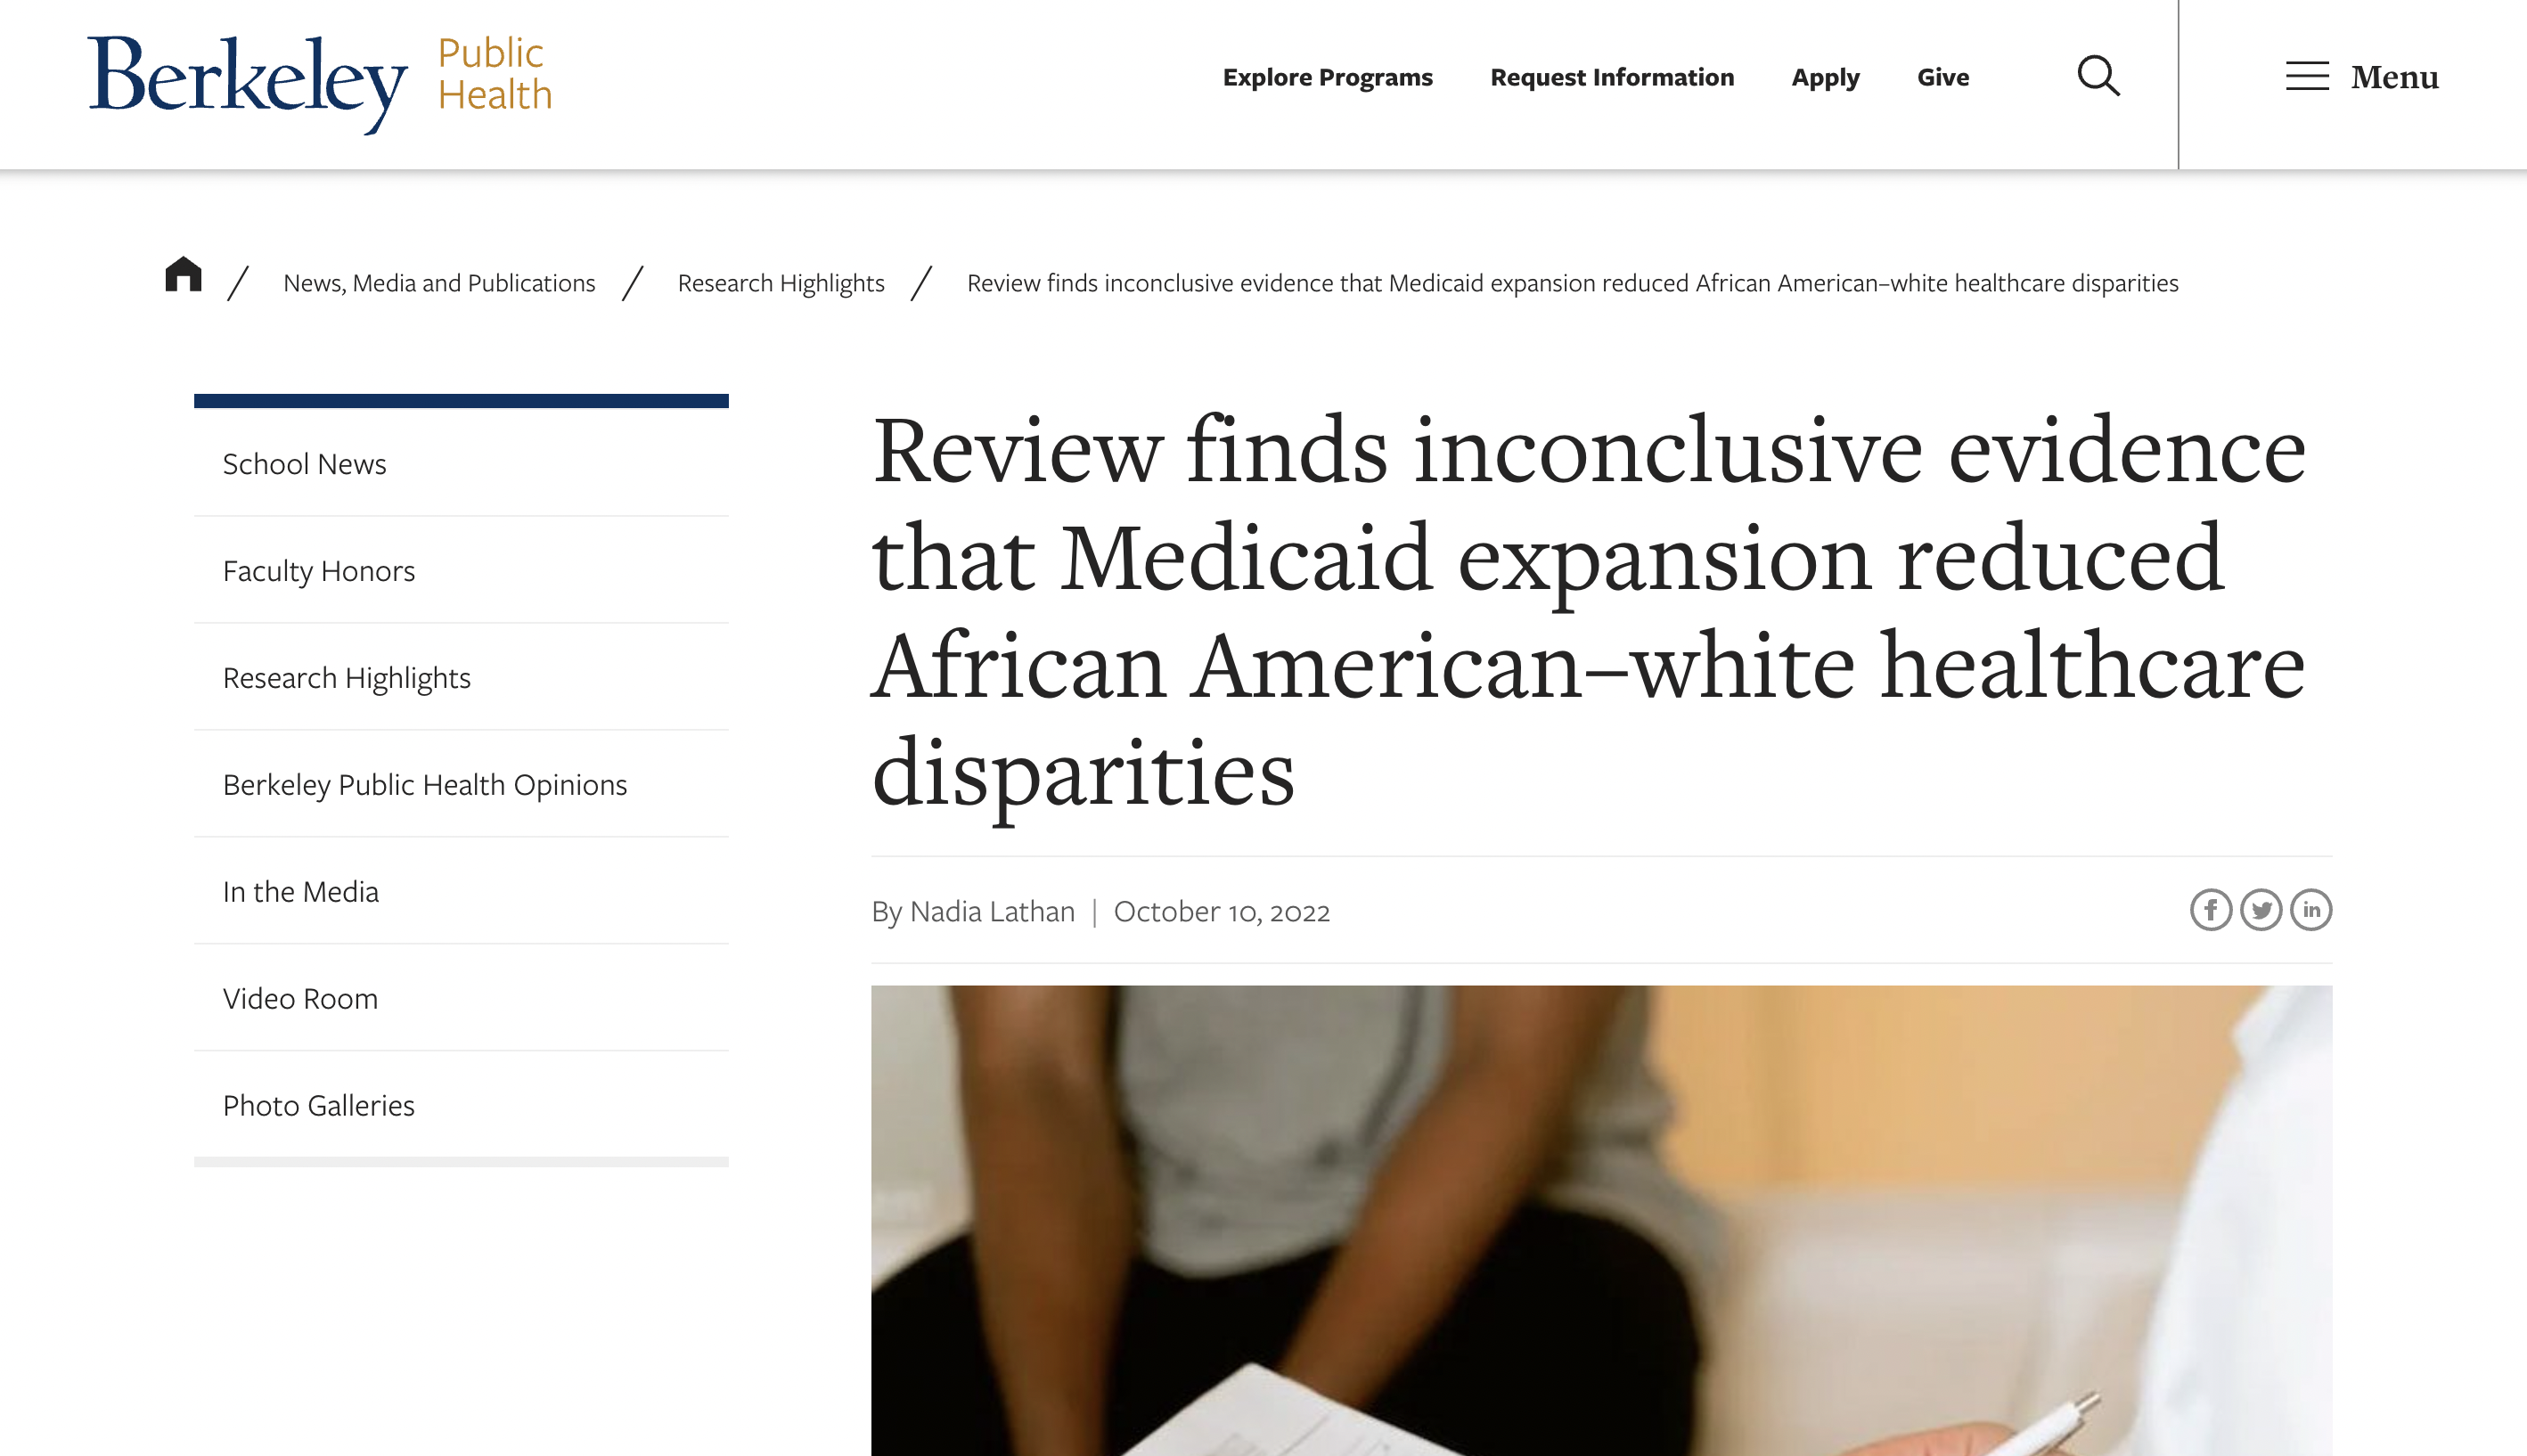 Berkeley
Public
Health
Explore Programs
Request Information
Apply
Give
Menu
/ News, Media and Publications / Research Highlights / Review finds inconclusive evidence that Medicaid expansion reduced African American–white healthcare disparities
School News
Faculty Honors
Research Highlights
Berkeley Public Health Opinions
In the Media
Video Room
Photo Galleries
Review finds inconclusive evidence
that Medicaid expansion reduced
African American–white healthcare
disparities
By Nadia Lathan | October 10, 2022